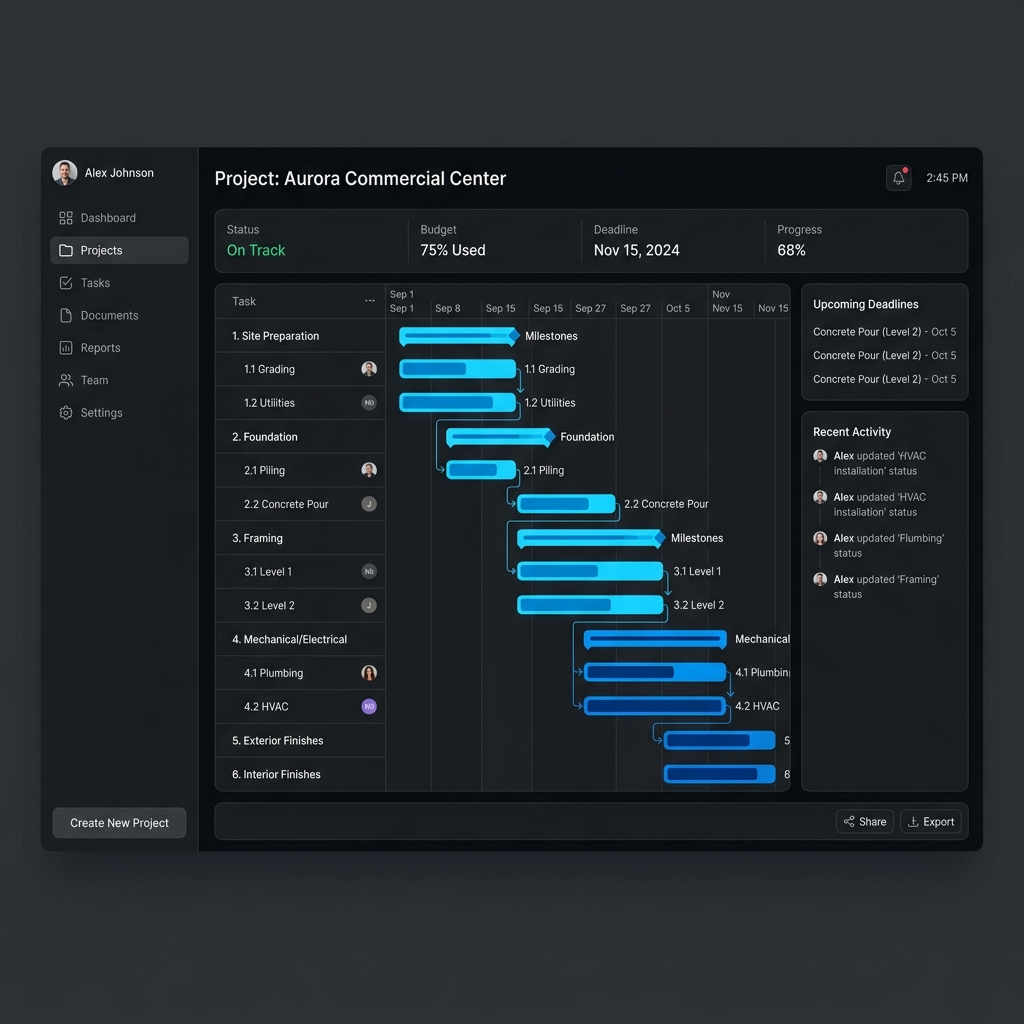 Alex Johnson
Dashboard
Projects
Tasks
Documents
Reports
Team
Settings
Create New Project
Project: Aurora Commercial Center
2:45 PM
Status
On Track
Budget
75% Used
Deadline
Nov 15, 2024
Progress
68%
Task
Sep 1 Nov
Sep 1 Sep 8 Sep 15 Sep 15 Sep 27 Sep 27 Oct 5 Nov 15 Nov 15
1. Site Preparation Milestones
1.1 Grading 1.1 Grading
1.2 Utilities 1.2 Utilities
2. Foundation Foundation
2.1 Piling 2.1 Piling
2.2 Concrete Pour J 2.2 Concrete Pour
3. Framing Milestones
3.1 Level 1 3.1 Level 1
3.2 Level 2 J 3.2 Level 2
4. Mechanical/Electrical Mechanical
4.1 Plumbing 4.1 Plumbin
4.2 HVAC 4.2 HVAC
5. Exterior Finishes 5
6. Interior Finishes 6
Upcoming Deadlines
Concrete Pour (Level 2) - Oct 5
Concrete Pour (Level 2) - Oct 5
Concrete Pour (Level 2) - Oct 5
Recent Activity
Alex updated 'HVAC
installation' status
Alex updated 'HVAC
installation' status
Alex updated 'Flumbing'
status
Alex updated 'Framing'
status
Share
Export